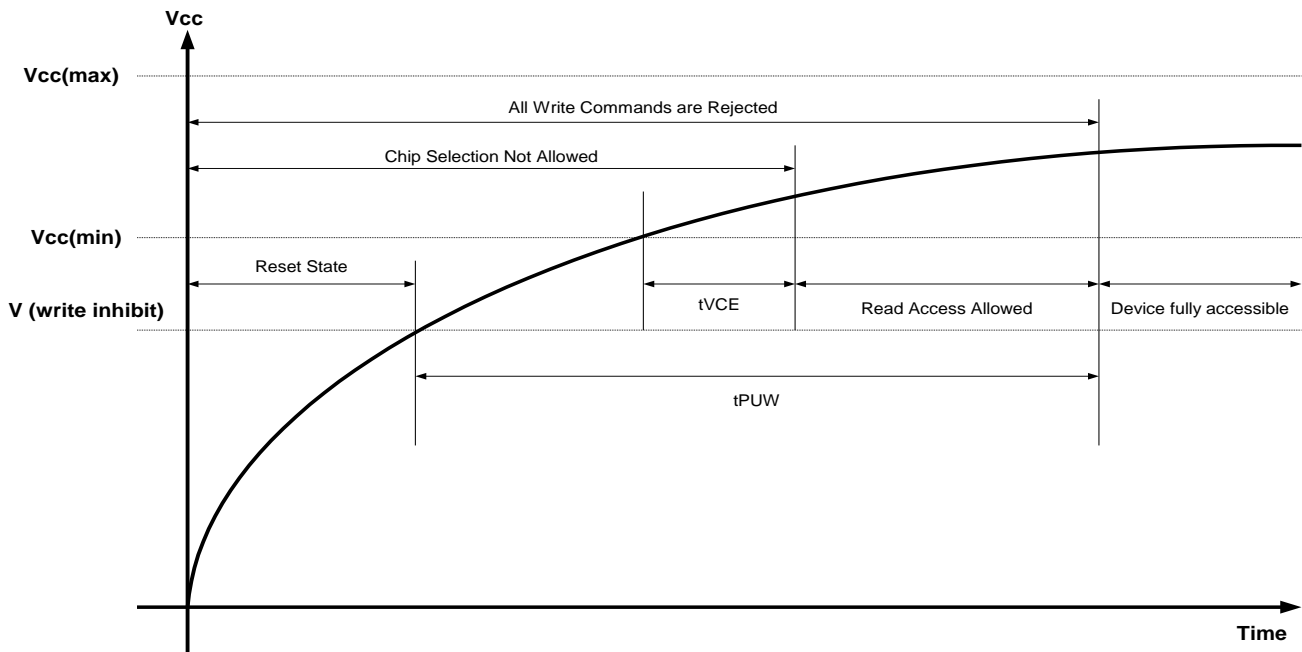 Vcc
Vcc(max)
All Write Commands are Rejected
Chip Selection Not Allowed
Vcc(min)
Reset State
V (write inhibit)
tVCE
Read Access Allowed
Device fully accessible
tPUW
Time